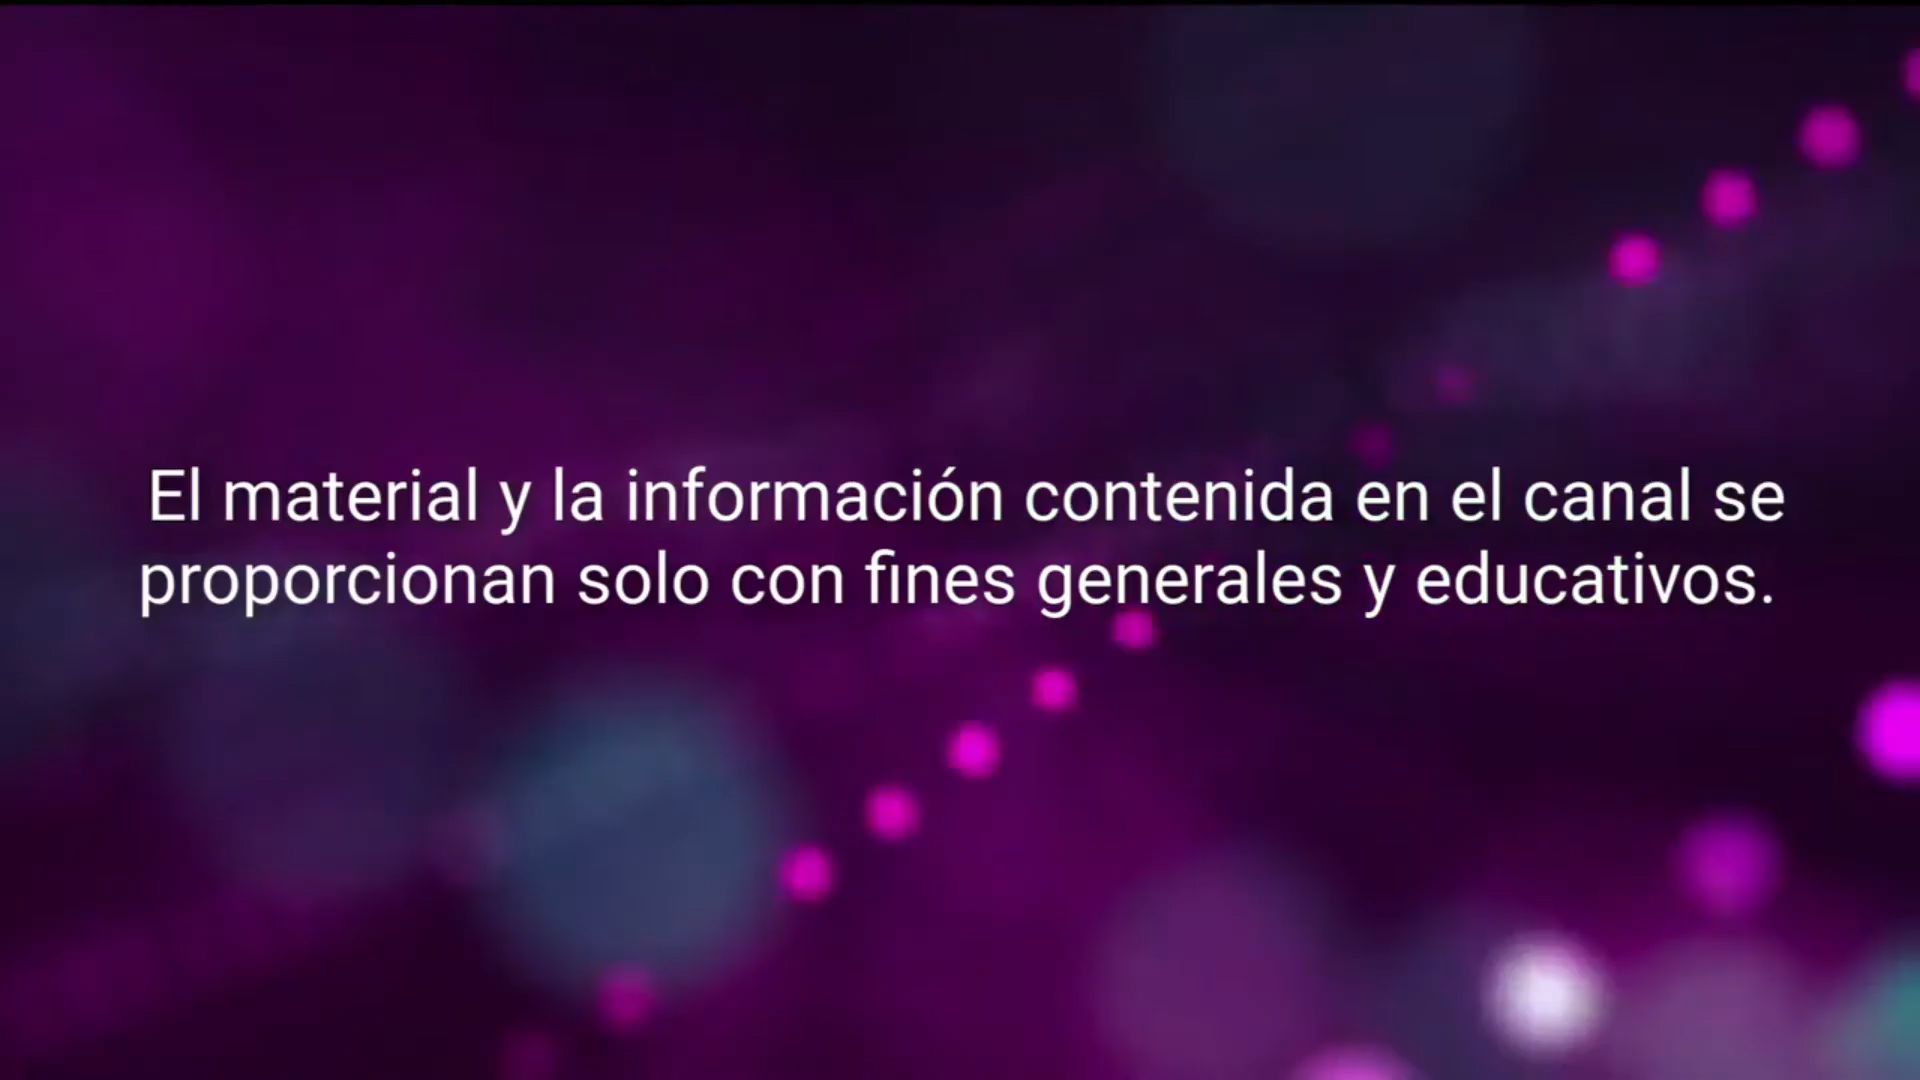 El material y la información contenida en el canal se
proporcionan solo con fines generales y educativos.